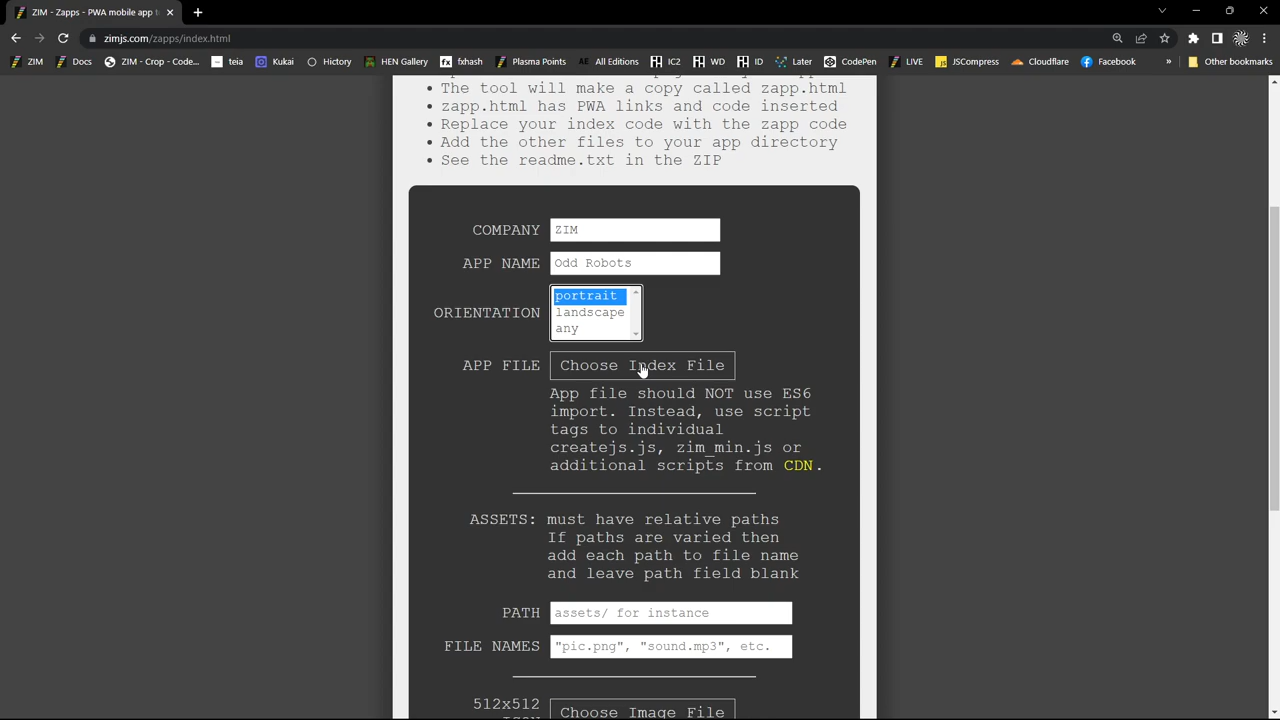 ZIM - Zapps - PWA mobile app t
zimjs.com/zapps/index.html
ZIM
Docs
ZIM - Crop - Code...
teia
Kukai
Hictory
HEN Gallery
fxhash
Plasma Points
AE All Editions
IC2
WD
ID
Later
CodePen
LIVE
JSCompress
Cloudflare
Facebook
»
Other bookmarks
• The tool will make a copy called zapp.html
• zapp.html has PWA links and code inserted
• Replace your index code with the zapp code
• Add the other files to your app directory
• See the readme.txt in the ZIP
COMPANY ZIM
APP NAME Odd Robots
ORIENTATION
portrait
landscape
any
APP FILE Choose Index File
App file should NOT use ES6
import. Instead, use script
tags to individual
createjs.js, zim_min.js or
additional scripts from CDN.
ASSETS: must have relative paths
If paths are varied then
add each path to file name
and leave path field blank
PATH assets/ for instance
FILE NAMES "pic.png", "sound.mp3", etc.
512x512
Choose Image File